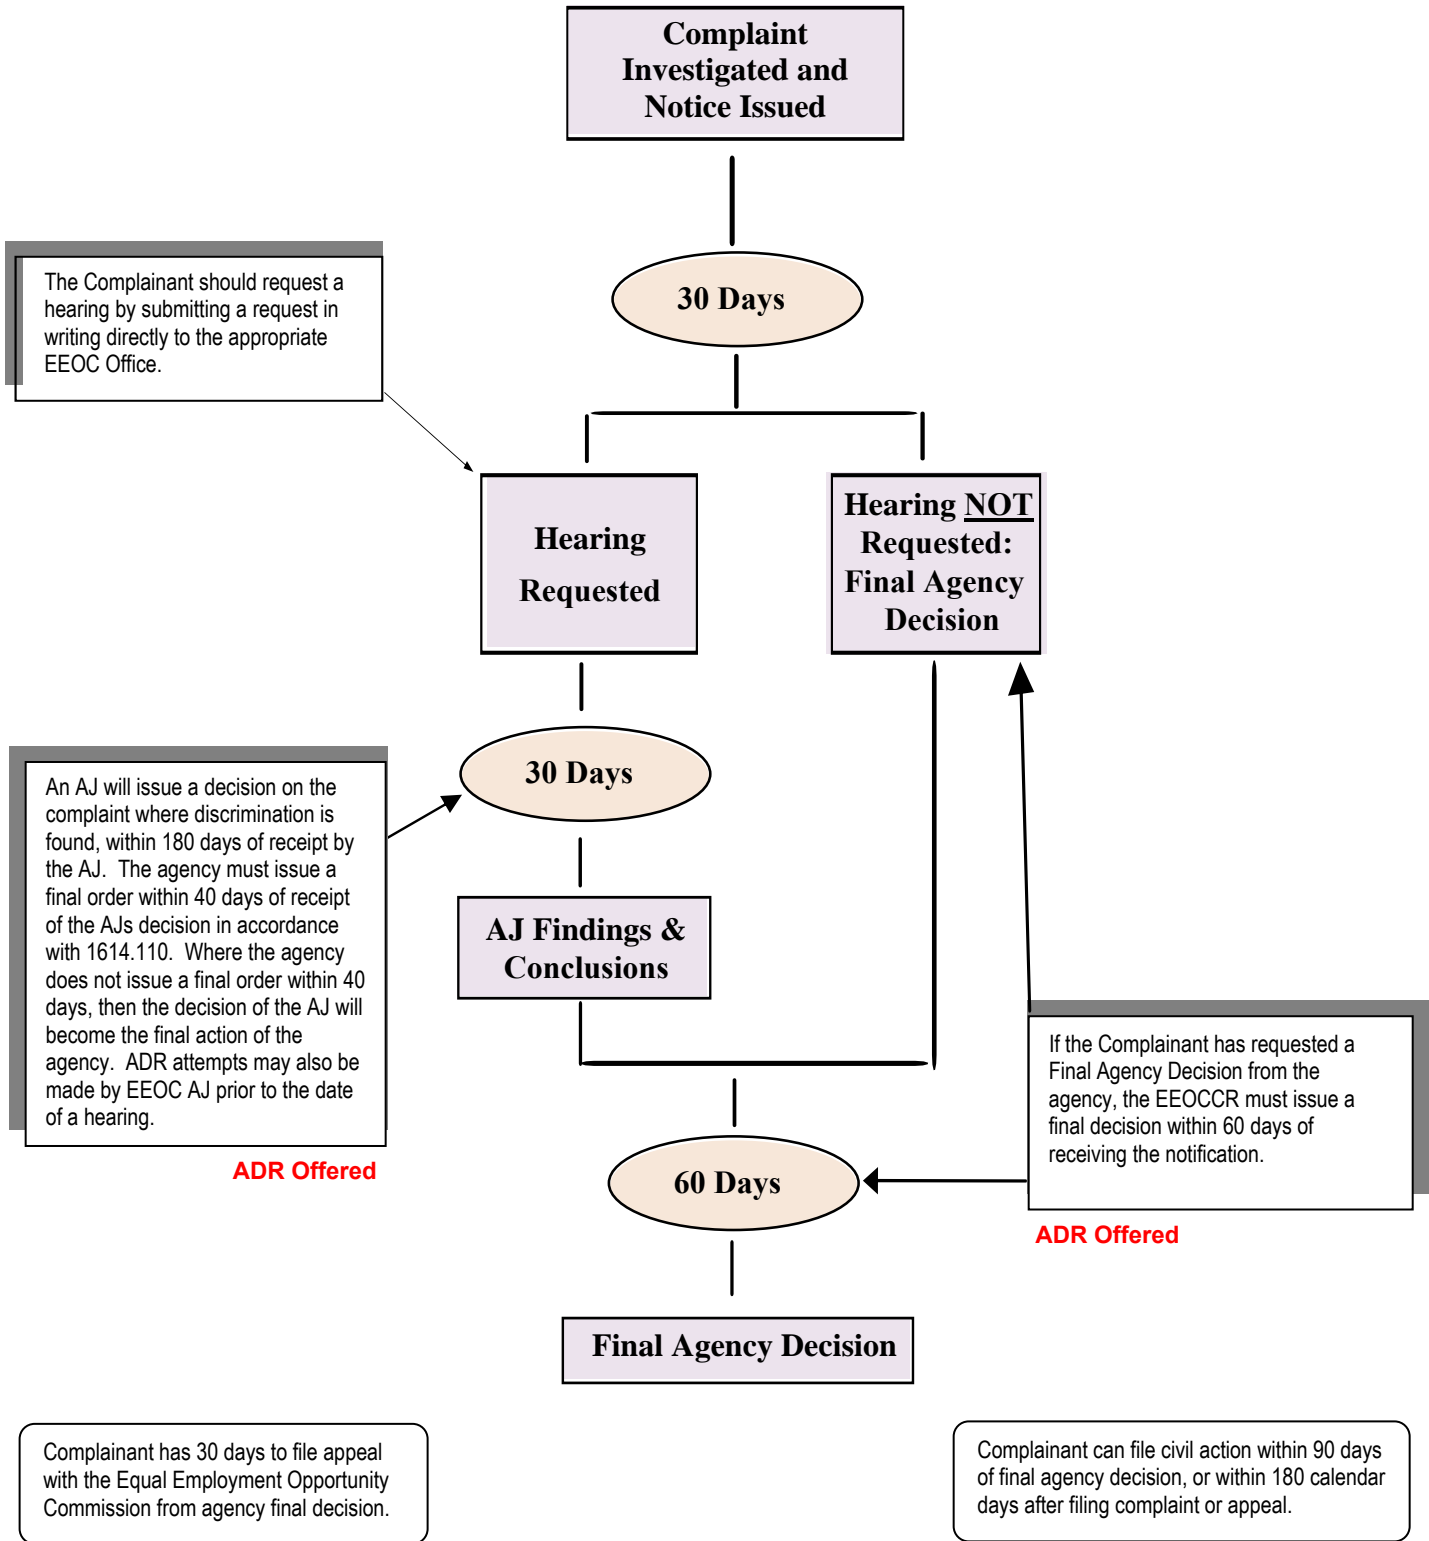 Complaint
Investigated and
Notice Issued
30 Days
The Complainant should request a
hearing by submitting a request in
writing directly to the appropriate
EEOC Office.
Hearing
Requested
Hearing NOT
Requested:
Final Agency
Decision
30 Days
An AJ will issue a decision on the
complaint where discrimination is
found, within 180 days of receipt by
the AJ.  The agency must issue a
final order within 40 days of receipt
of the AJs decision in accordance
with 1614.110.  Where the agency
does not issue a final order within 40
days, then the decision of the AJ will
become the final action of the
agency.  ADR attempts may also be
made by EEOC AJ prior to the date
of a hearing.
ADR Offered
AJ Findings &
Conclusions
If the Complainant has requested a
Final Agency Decision from the
agency, the EEOCCR must issue a
final decision within 60 days of
receiving the notification.
ADR Offered
60 Days
Final Agency Decision
Complainant has 30 days to file appeal
with the Equal Employment Opportunity
Commission from agency final decision.
Complainant can file civil action within 90 days
of final agency decision, or within 180 calendar
days after filing complaint or appeal.